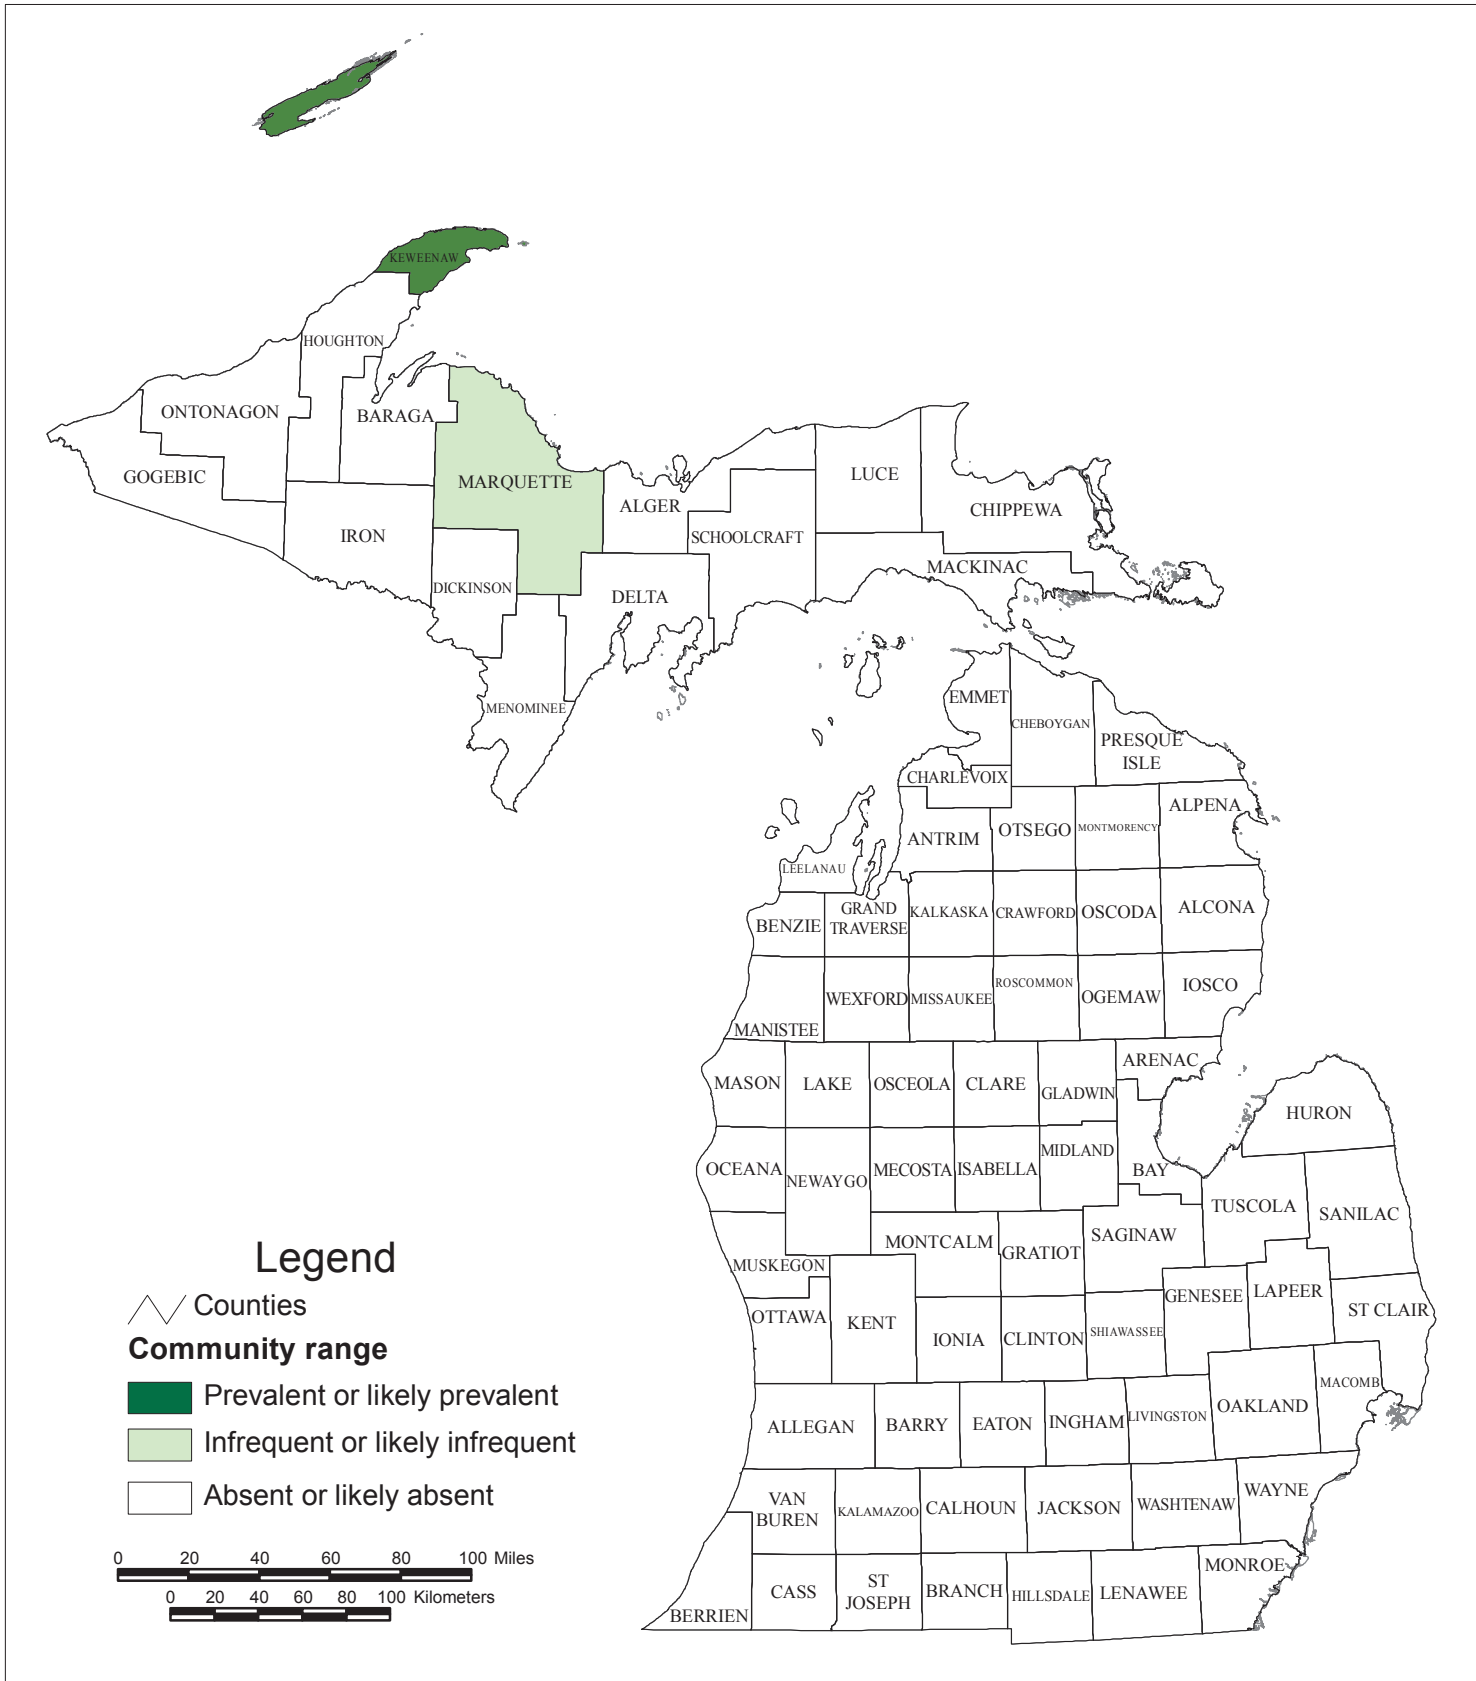 KEWEENAW
HOUGHTON
ONTONAGON
BARAGA
GOGEBIC
MARQUETTE
LUCE
ALGER
CHIPPEWA
IRON
SCHOOLCRAFT
MACKINAC
DICKINSON
DELTA
MENOMINEE
EMMET
CHEBOYGAN
PRESQUE
ISLE
CHARLEVOIX
ALPENA
ANTRIM
OTSEGO
MONTMORENCY
LEELANAU
BENZIE
GRAND
TRAVERSE
KALKASKA
CRAWFORD
OSCODA
ALCONA
MANISTEE
WEXFORD
MISSAUKEE
ROSCOMMON
OGEMAW
IOSCO
ARENAC
MASON
LAKE
OSCEOLA
CLARE
GLADWIN
HURON
OCEANA
NEWAYGO
MECOSTA
ISABELLA
MIDLAND
BAY
TUSCOLA
SANILAC
MUSKEGON
MONTCALM
GRATIOT
SAGINAW
GENESEE
LAPEER
ST CLAIR
OTTAWA
KENT
IONIA
CLINTON
SHIAWASSEE
OAKLAND
MACOMB
ALLEGAN
BARRY
EATON
INGHAM
LIVINGSTON
VAN
BUREN
KALAMAZOO
CALHOUN
JACKSON
WASHTENAW
WAYNE
BERRIEN
CASS
ST
JOSEPH
BRANCH
HILLSDALE
LENAWEE
MONROE
Legend
Counties
Community range
Prevalent or likely prevalent
Infrequent or likely infrequent
Absent or likely absent
0 20 40 60 80 100 Miles
0 20 40 60 80 100 Kilometers